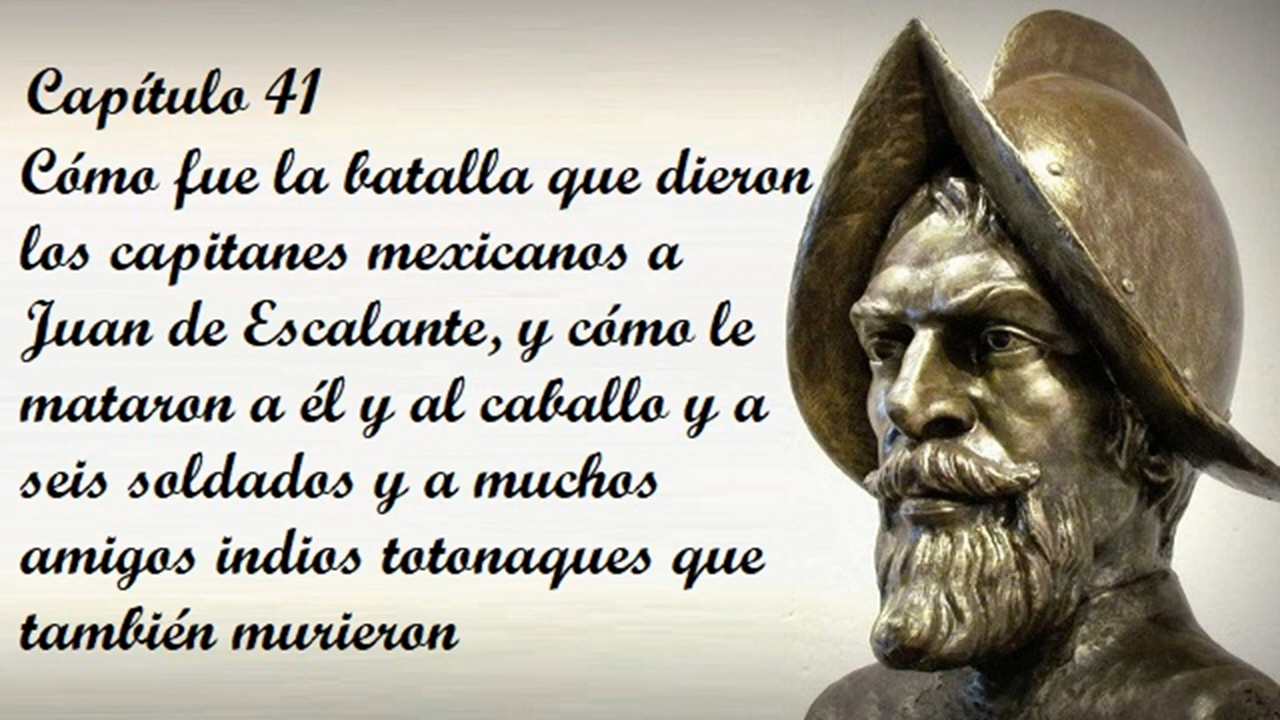 Capítulo 41
Cómo fue la batalla que dieron
los capitanes mexicanos a
Juan de Escalante, y cómo le
mataron a él y al caballo y a
seis soldados y a muchos
amigos indios totonaques que
también murieron